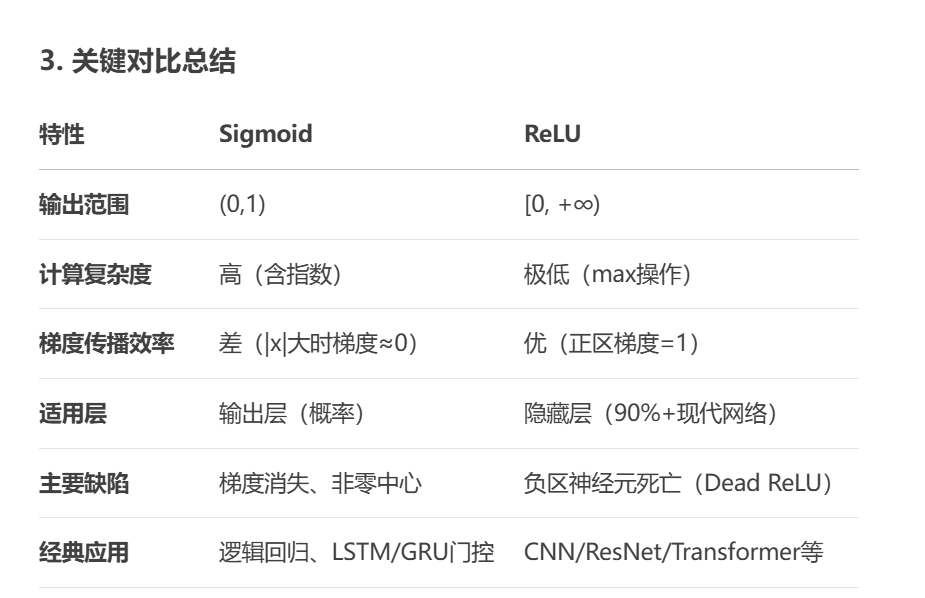 3. 关键对比总结
特性 Sigmoid ReLU
输出范围 (0,1) [0, +∞)
计算复杂度 高（含指数） 极低（max操作）
梯度传播效率 差（|x|大时梯度≈0） 优（正区梯度=1）
适用层 输出层（概率） 隐藏层（90%+现代网络）
主要缺陷 梯度消失、非零中心 负区神经元死亡（Dead ReLU）
经典应用 逻辑回归、LSTM/GRU门控 CNN/ResNet/Transformer等